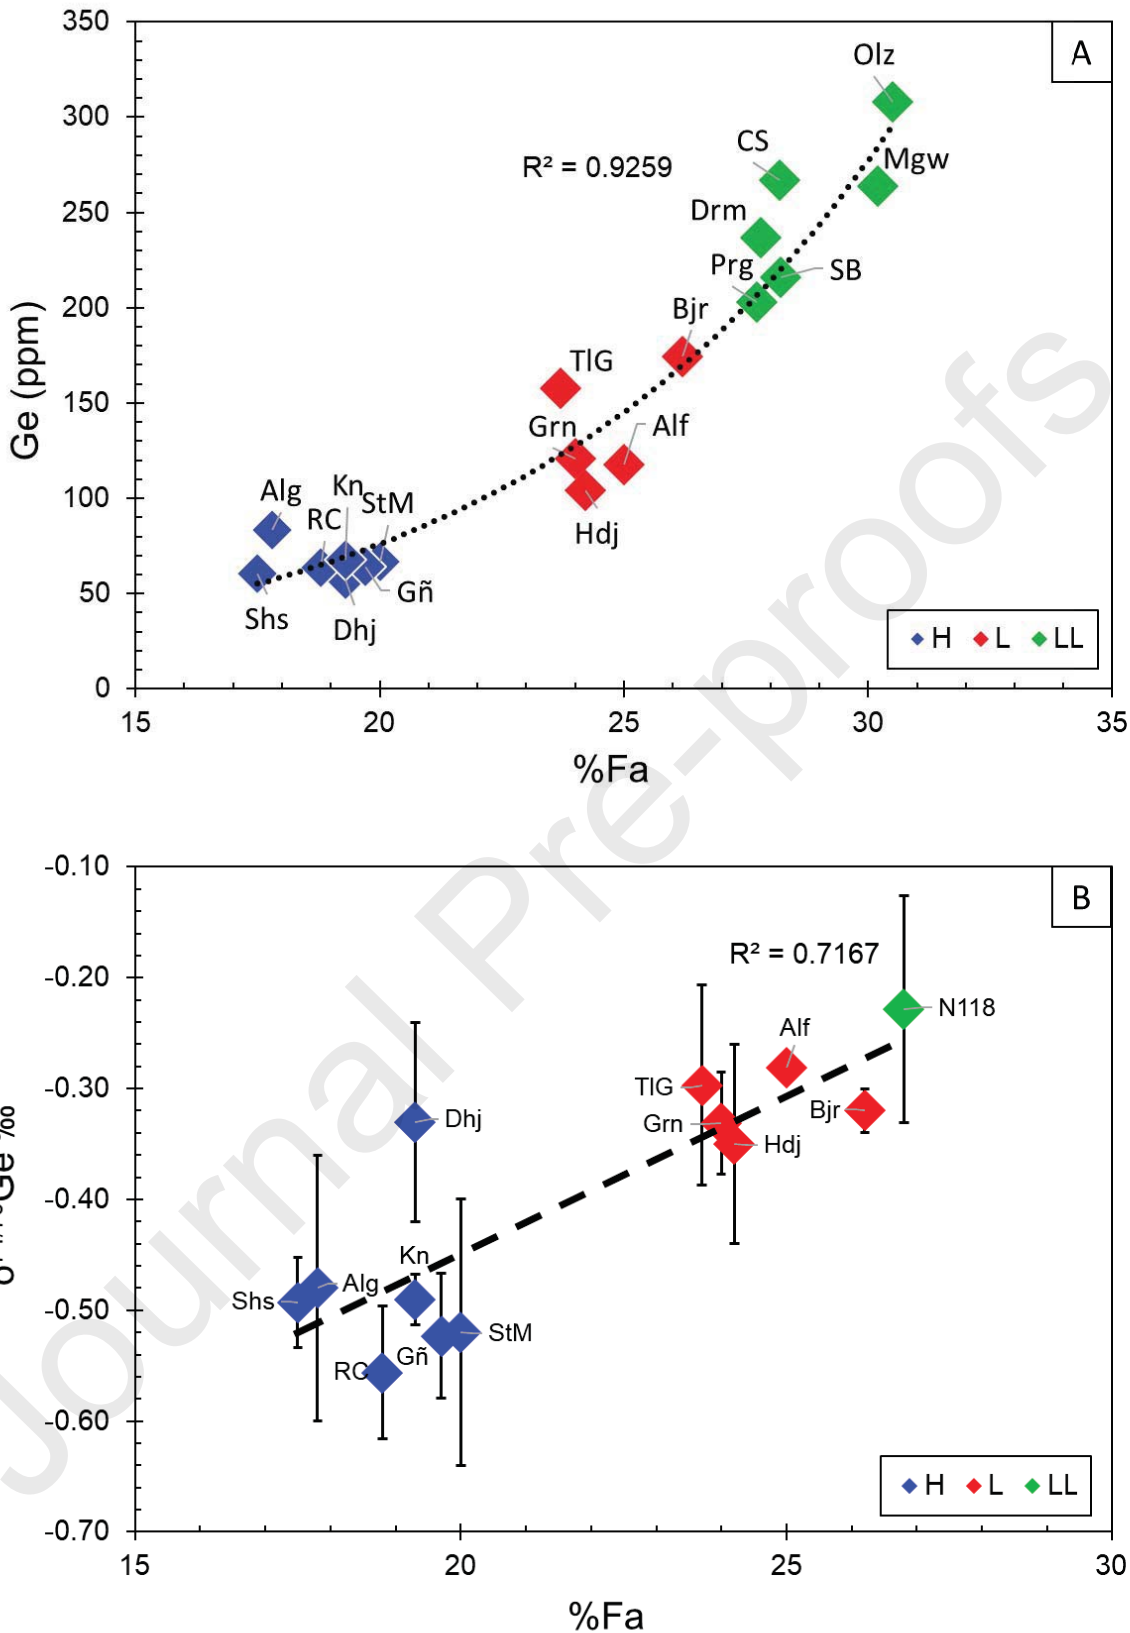 350
A
Olz
300
CS
Mgw
R² = 0.9259
250
Drm
Prg
SB
200
Bjr
Ge (ppm)
TlG
150
Grn
Alf
Kn
StM
Alg
RC
100
Hdj
Gñ
50
Shs
Dhj
H L LL
0
15 20 25 30 35
%Fa
-0.10
B
R² = 0.7167
-0.20
N118
Alf
-0.30
TlG
Bjr
Dhj
Grn
Hdj
-0.40
Kn
Alg
Shs
-0.50
StM
Gñ
RC
-0.60
H L LL
-0.70
15 20 25 30
%Fa
Ge ‰
Journal Pre-proofs